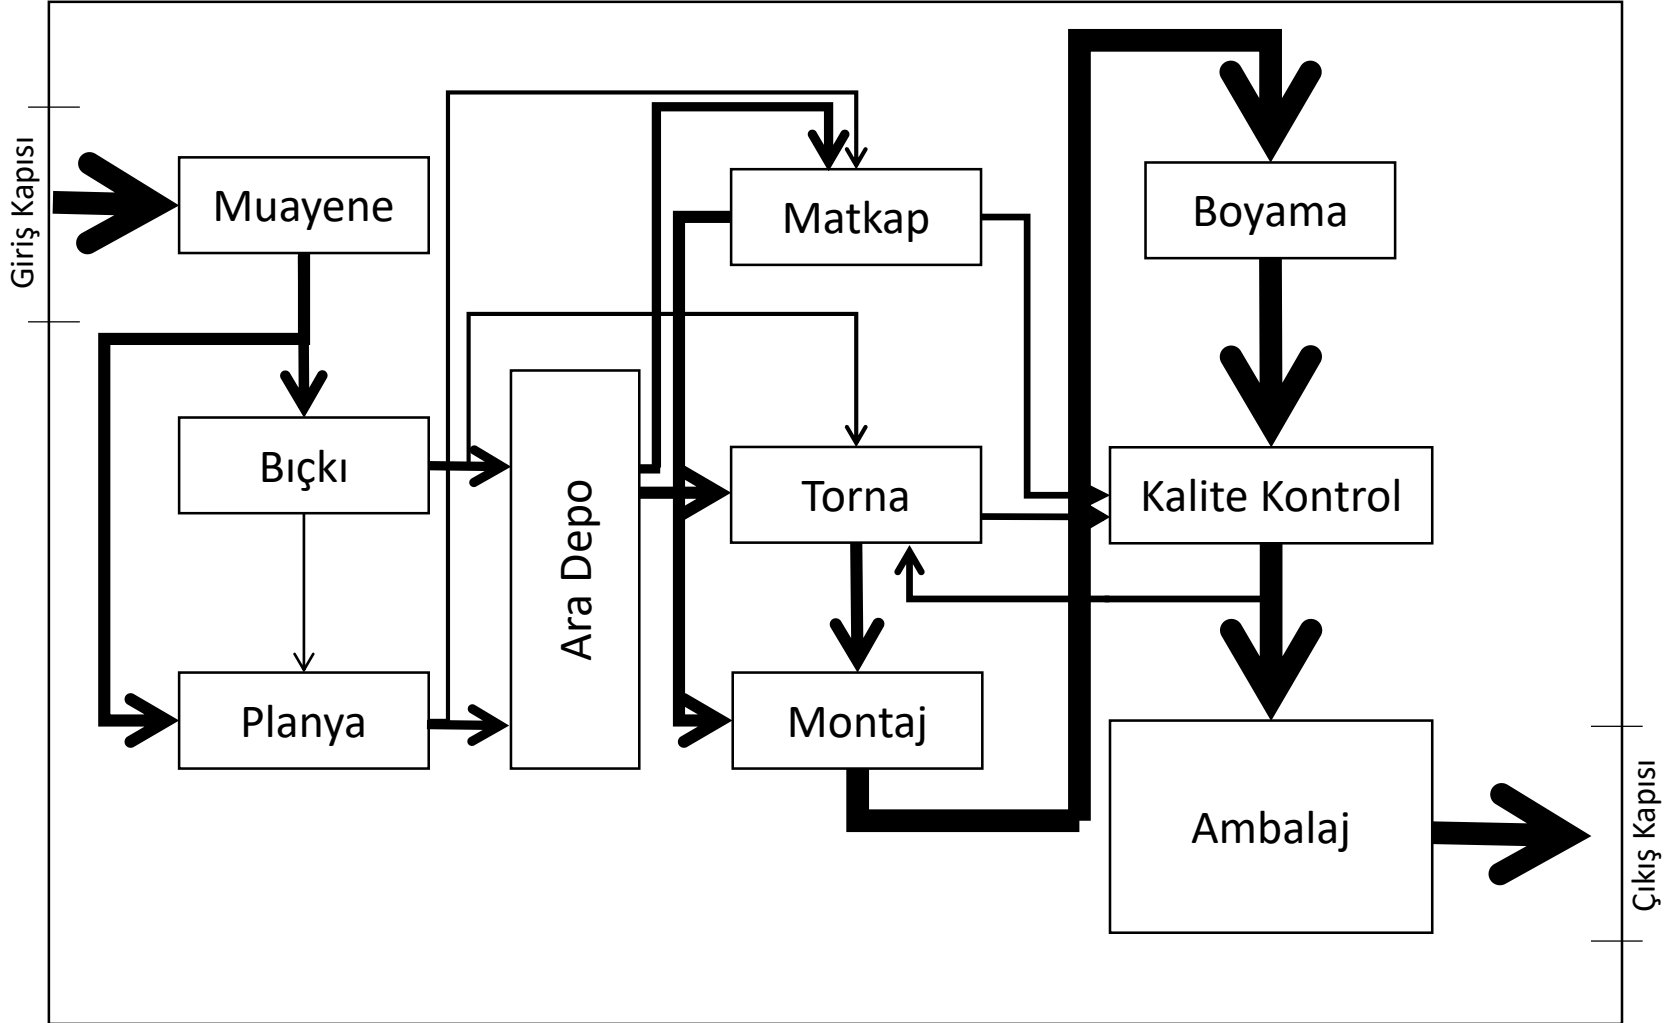 Giriş Kapısı
Muayene
Matkap
Boyama
Bıçkı
Ara Depo
Torna
Kalite Kontrol
Planya
Montaj
Ambalaj
Çıkış Kapısı